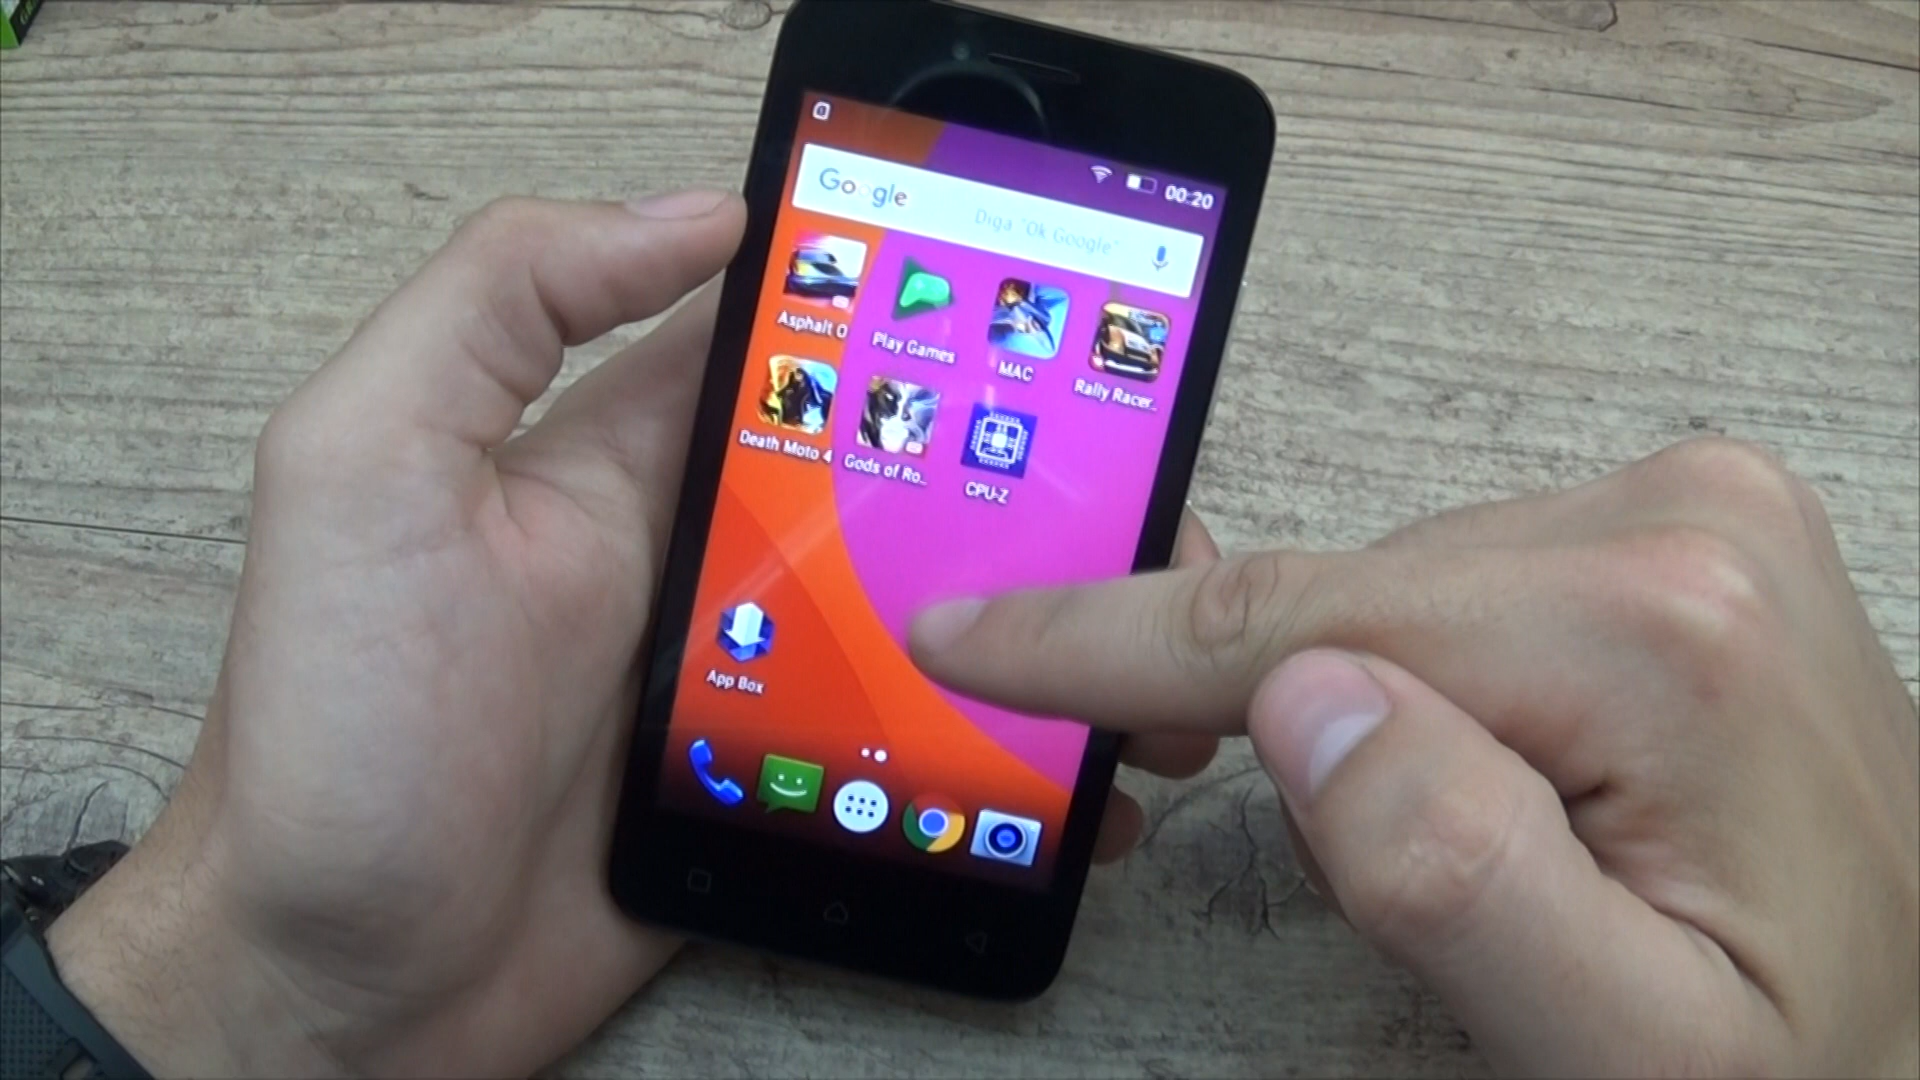 00:20
Google
Diga "Ok Google"
Asphalt O
Play Games
MAC
Rally Racer..
Death Moto 4
Gods of Ro..
CPU-Z
App Box